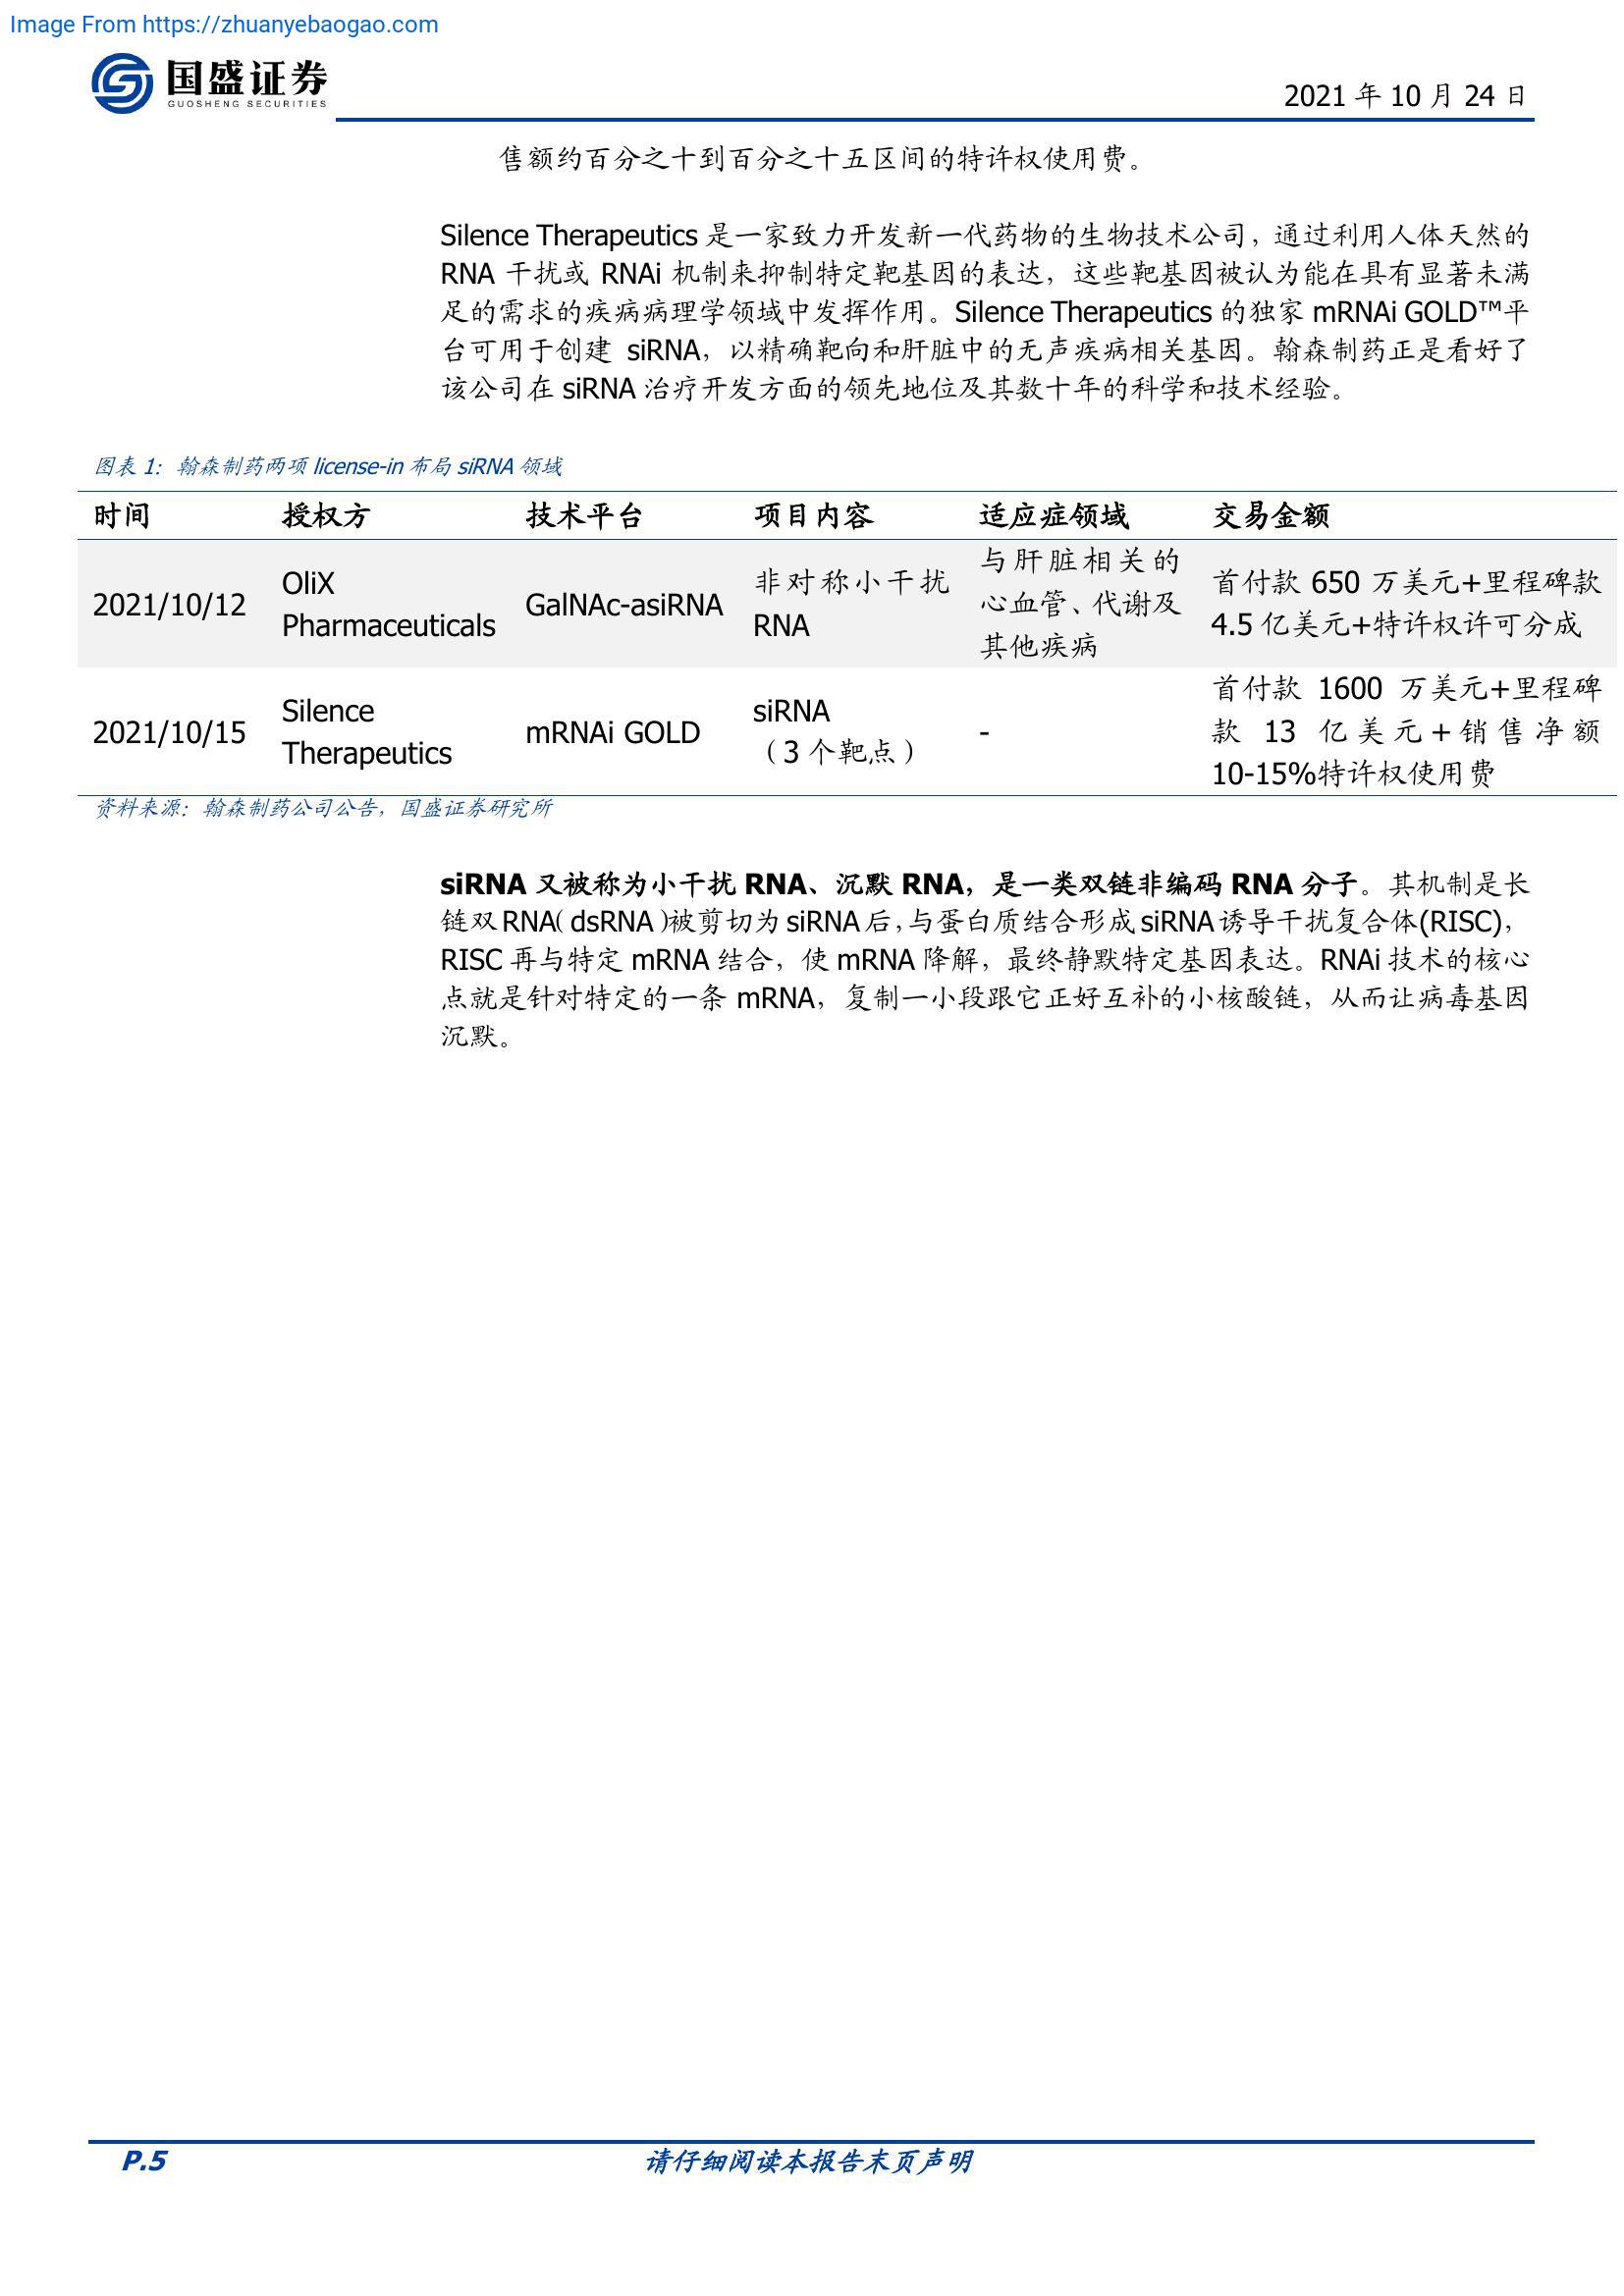 Image From https://zhuanyebaogao.com
国盛证券
GUOSHENG SECURITIES
2021 年 10 月 24 日
售额约百分之十到百分之十五区间的特许权使用费。
Silence Therapeutics 是一家致力开发新一代药物的生物技术公司，通过利用人体天然的
RNA 干扰或 RNAi 机制来抑制特定靶基因的表达，这些靶基因被认为能在具有显著未满
足的需求的疾病病理学领域中发挥作用。Silence Therapeutics 的独家 mRNAi GOLD™平
台可用于创建 siRNA，以精确靶向和肝脏中的无声疾病相关基因。翰森制药正是看好了
该公司在 siRNA 治疗开发方面的领先地位及其数十年的科学和技术经验。
图表 1：翰森制药两项 license-in 布局 siRNA 领域
时间 授权方 技术平台 项目内容 适应症领域 交易金额
2021/10/12
OliX
Pharmaceuticals
GalNAc-asiRNA
非对称小干扰
RNA
与肝脏相关的
心血管、代谢及
其他疾病
首付款 650 万美元+里程碑款
4.5 亿美元+特许权许可分成
2021/10/15
Silence
Therapeutics
mRNAi GOLD
siRNA
（3 个靶点）
-
首付款 1600 万美元+里程碑
款 13 亿美元+销售净额
10-15%特许权使用费
资料来源：翰森制药公司公告，国盛证券研究所
siRNA 又被称为小干扰 RNA、沉默 RNA，是一类双链非编码 RNA 分子。其机制是长
链双 RNA（dsRNA）被剪切为 siRNA 后，与蛋白质结合形成 siRNA 诱导干扰复合体(RISC)，
RISC 再与特定 mRNA 结合，使 mRNA 降解，最终静默特定基因表达。RNAi 技术的核心
点就是针对特定的一条 mRNA，复制一小段跟它正好互补的小核酸链，从而让病毒基因
沉默。
P.5
请仔细阅读本报告末页声明